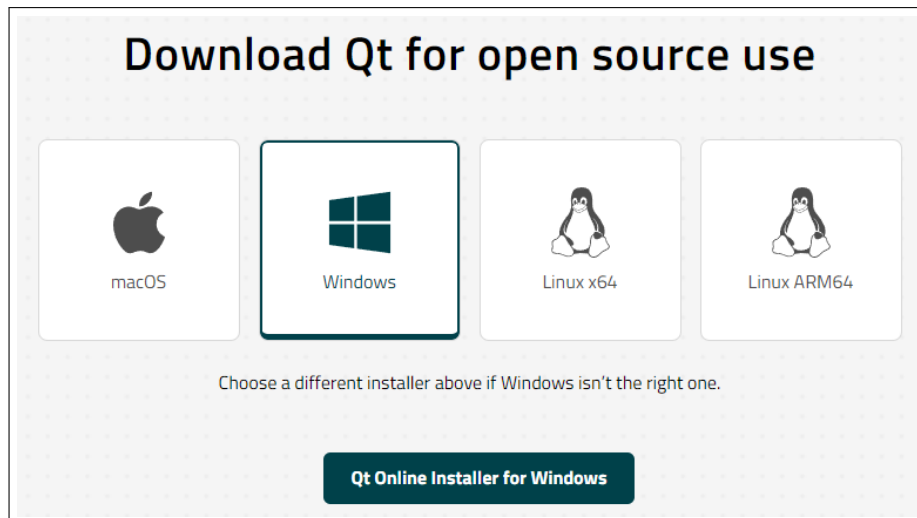 Download Qt for open source use
macOS
Windows
Linux x64
Linux ARM64
Choose a different installer above if Windows isn't the right one.
Qt Online Installer for Windows